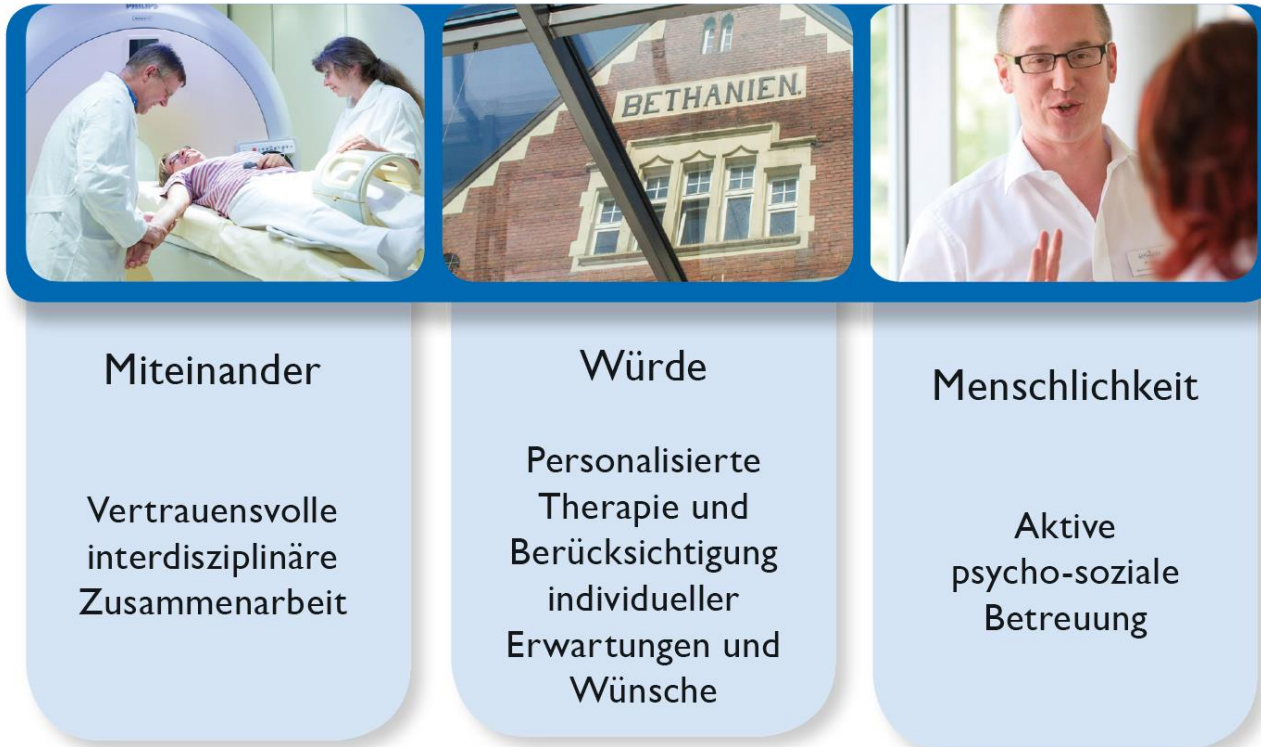 PHILIPS
BETHANIEN.
Miteinander
Vertrauensvolle
interdisziplinäre
Zusammenarbeit
Würde
Personalisierte
Therapie und
Berücksichtigung
individueller
Erwartungen und
Wünsche
Menschlichkeit
Aktive
psycho-soziale
Betreuung